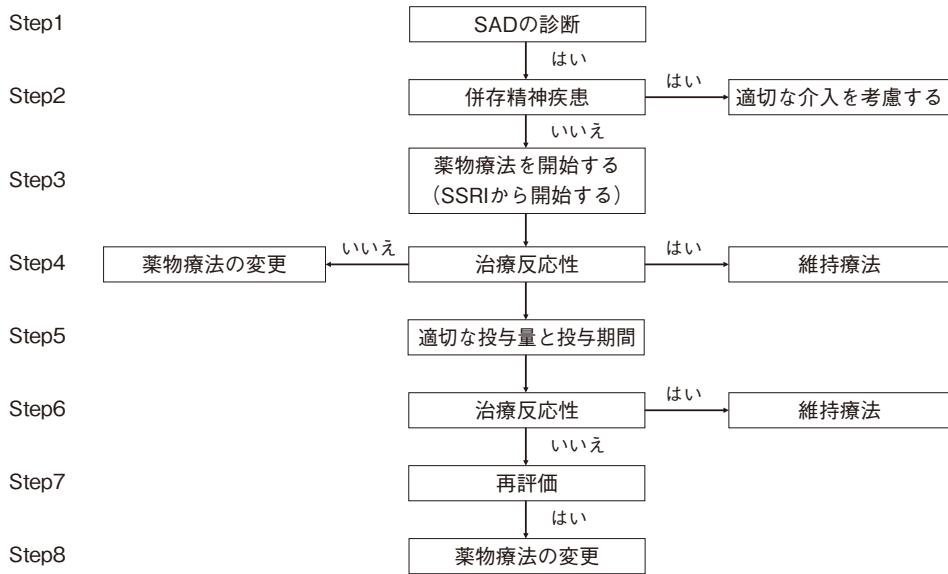 Step1
SADの診断
はい
Step2
併存精神疾患
はい
適切な介入を考慮する
いいえ
Step3
薬物療法を開始する
(SSRIから開始する)
Step4
薬物療法の変更
いいえ
治療反応性
はい
維持療法
Step5
適切な投与量と投与期間
Step6
治療反応性
はい
維持療法
いいえ
Step7
再評価
はい
Step8
薬物療法の変更